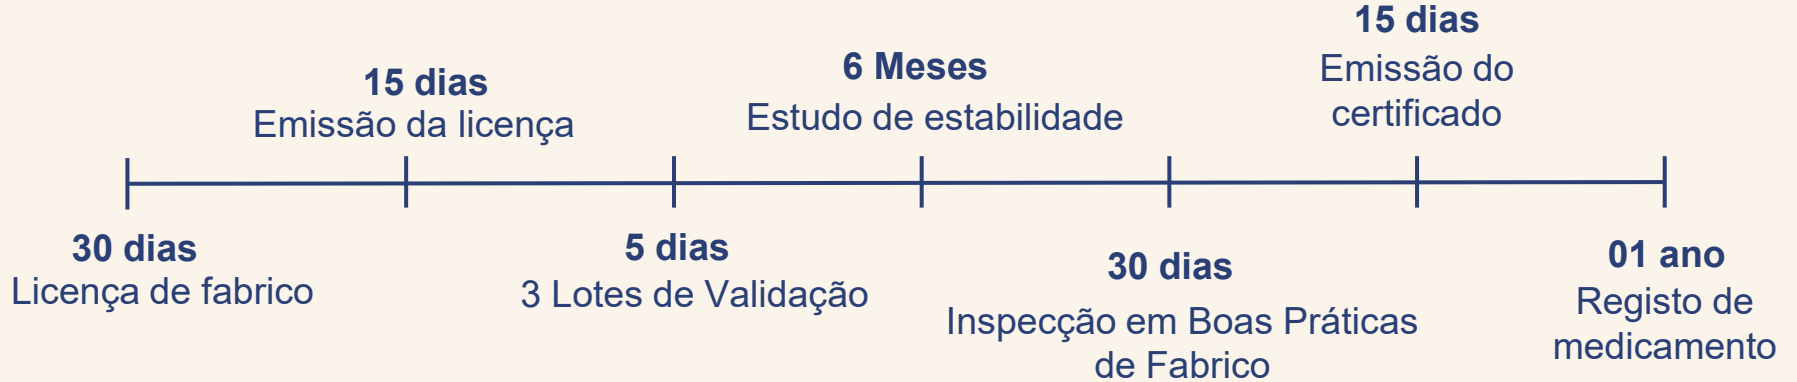 30 dias
Licença de fabrico
15 dias
Emissão da licença
5 dias
3 Lotes de Validação
6 Meses
Estudo de estabilidade
30 dias
Inspecção em Boas Práticas
de Fabrico
15 dias
Emissão do
certificado
01 ano
Registo de
medicamento